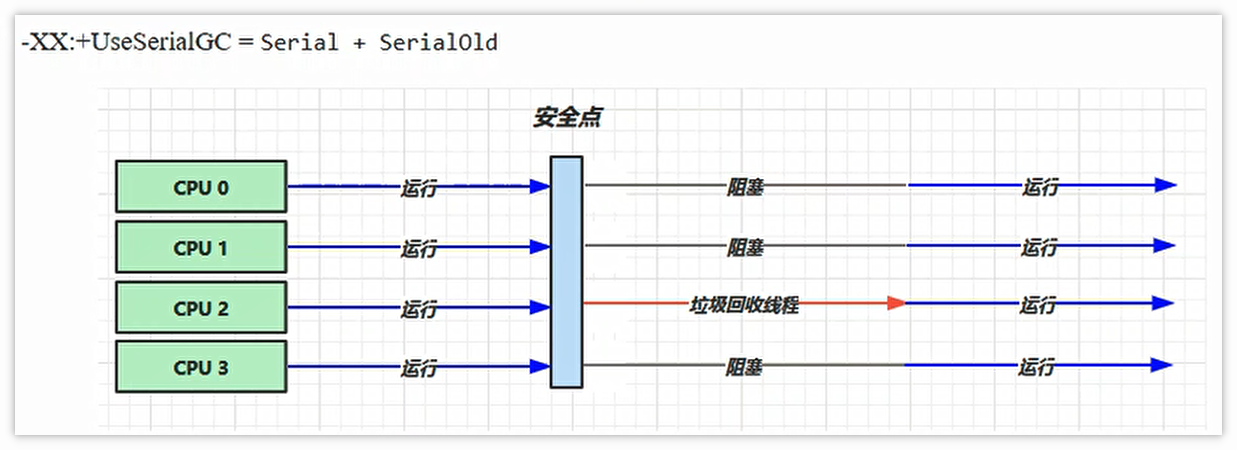 -XX:+UseSerialGC = Serial + SerialOld
安全点
CPU 0 运行 阻塞 运行
CPU 1 运行 阻塞 运行
CPU 2 运行 垃圾回收线程 运行
CPU 3 运行 阻塞 运行